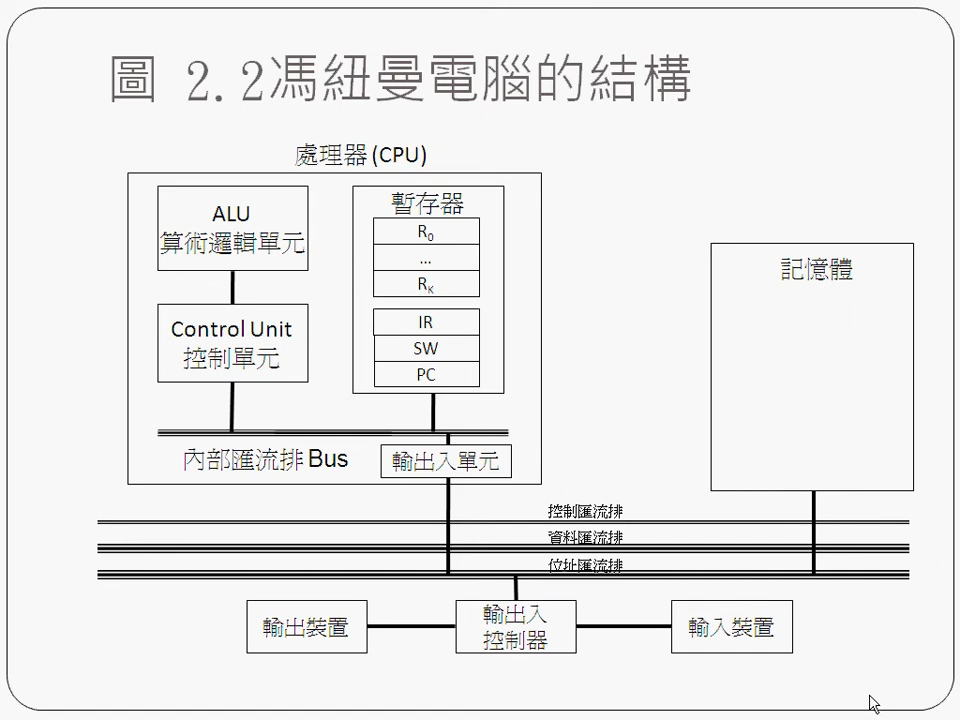 圖 2.2馮紐曼電腦的結構
處理器(CPU)
ALU
算術邏輯單元
Control Unit
控制單元
暫存器
R0
...
RK
IR
SW
PC
內部匯流排 Bus
輸出入單元
記憶體
控制匯流排
資料匯流排
位址匯流排
輸出裝置
輸出入
控制器
輸入裝置